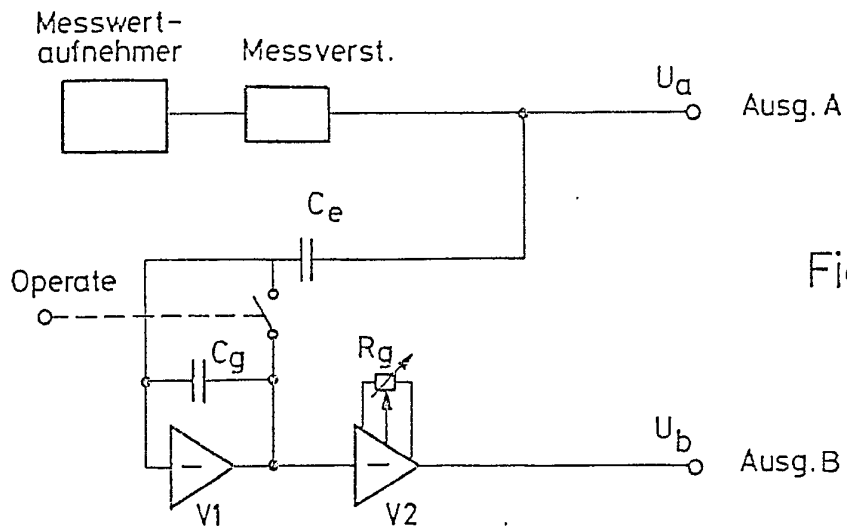 Messwert-
aufnehmer
Messverst.
Ua
Ausg. A
Ce
Operate
Cg
Rg
Ub
Ausg. B
V1
V2